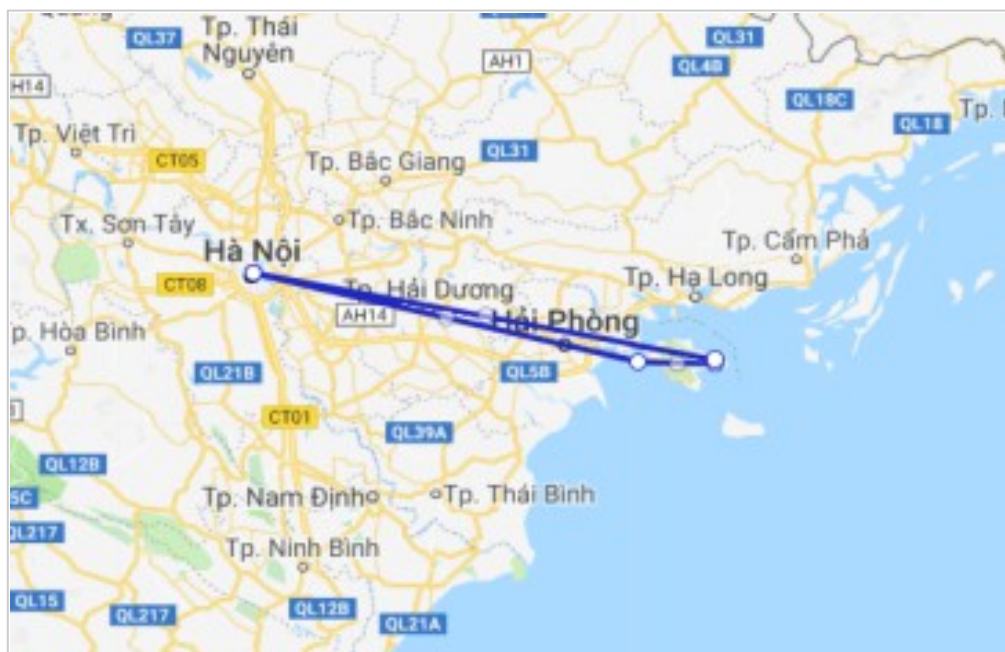 QL37
Tp. Thái
Nguyên
AH1
QL31
QL4B
QL18C
QL18
Tp.
H14
Tp. Việt Trì
CT05
Tp. Bắc Giang
QL31
Tx. Sơn Tây
Tp. Bắc Ninh
Hà Nội
CT08
Tp. Cẩm Phả
Tp. Hạ Long
Tp. Hải Dương
AH14
Hải Phòng
p. Hòa Bình
QL21B
QL5B
CT01
QL39A
QL12B
5C
QL217
Tp. Nam Định
Tp. Thái Bình
Tp. Ninh Bình
QL15
QL217
QL12B
QL21A